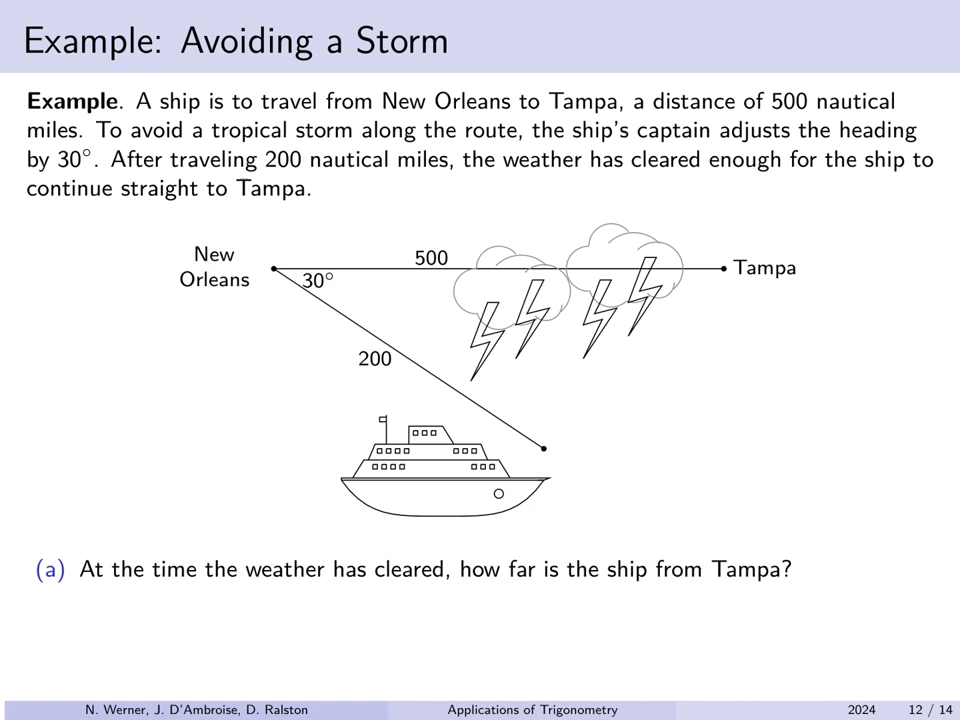 Example: Avoiding a Storm
Example. A ship is to travel from New Orleans to Tampa, a distance of 500 nautical
miles. To avoid a tropical storm along the route, the ship's captain adjusts the heading
by 30°. After traveling 200 nautical miles, the weather has cleared enough for the ship to
continue straight to Tampa.
New
Orleans
500
Tampa
30°
200
(a) At the time the weather has cleared, how far is the ship from Tampa?
N. Werner, J. D'Ambroise, D. Ralston
Applications of Trigonometry
2024
12 / 14